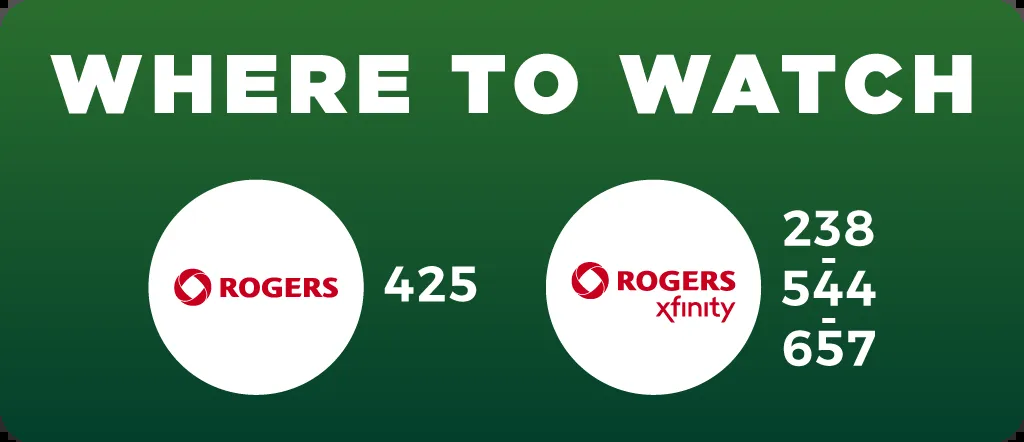 WHERE TO WATCH
ROGERS
425
ROGERS
xfinity
238
-
544
-
657